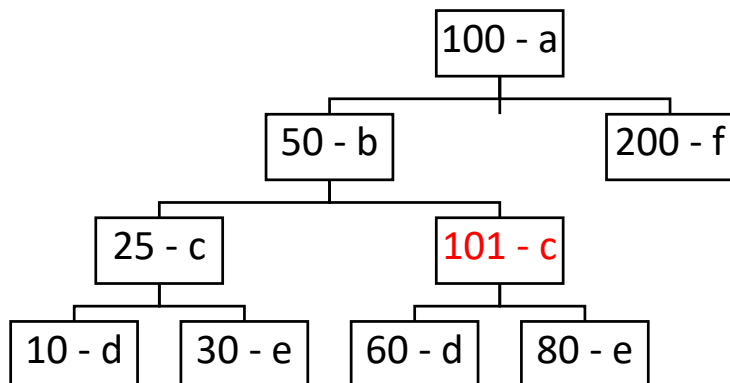 100 - a
50 - b
200 - f
25 - c
101 - c
10 - d
30 - e
60 - d
80 - e